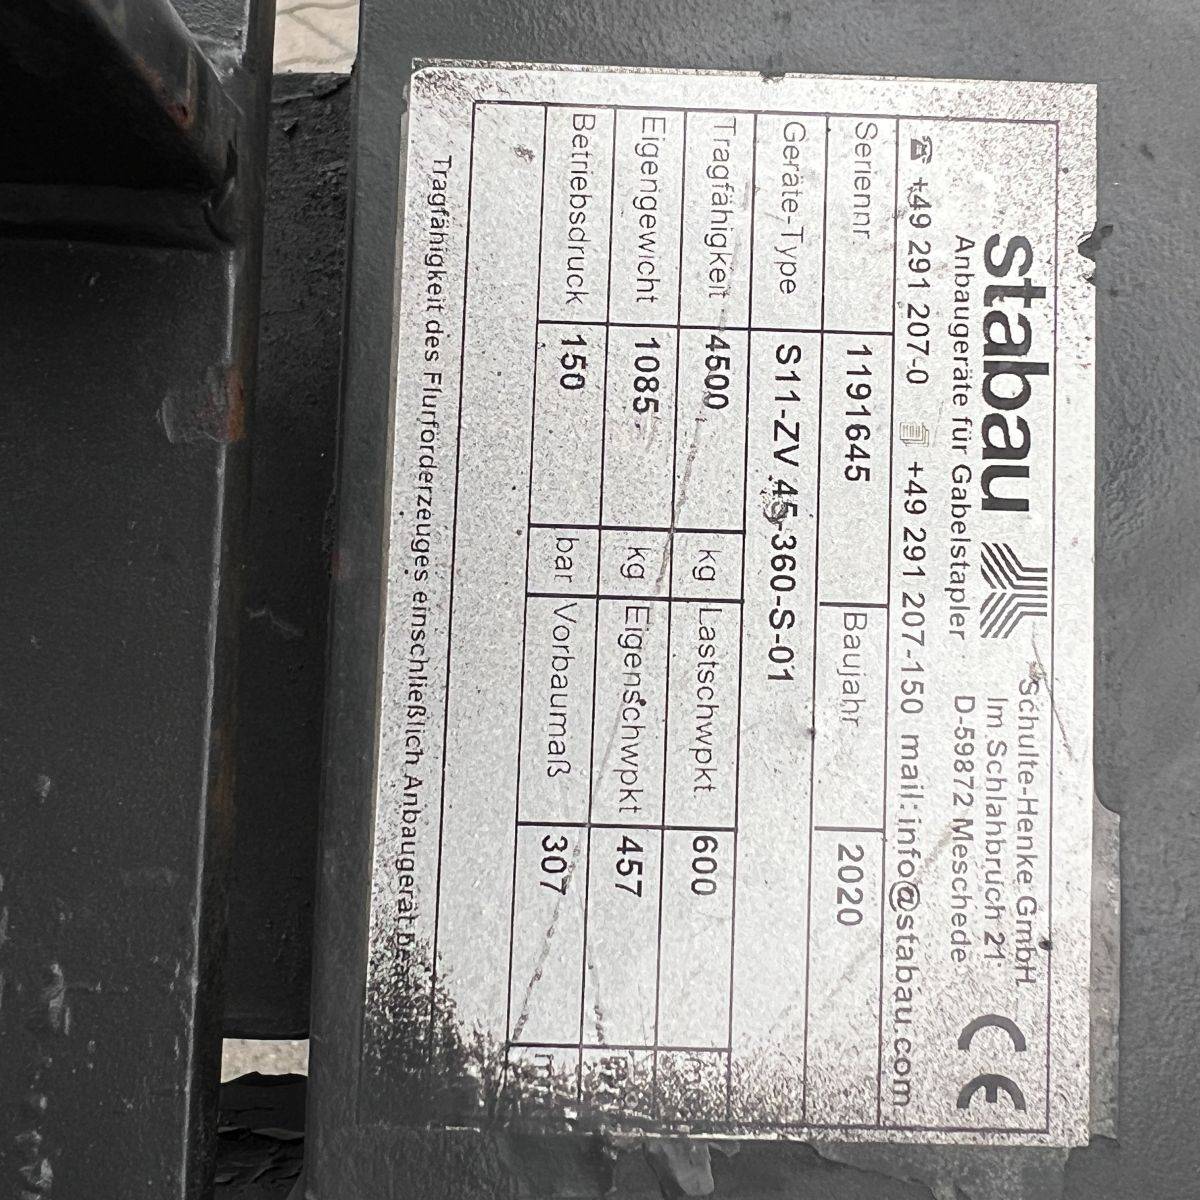 stabau
Schulte-Henke GmbH
Im Schlahbruch 21
D-59872 Meschede
Anbaugeräte für Gabelstapler
CE
☎ +49 291 207-0 +49 291 207-150 mail: info@stabau.com
Seriennr. 1191645 Baujahr 2020
Geräte-Type S11-ZV 45-360-S-01
Tragfähigkeit 4500 kg Lastschwpkt. 600
Eigengewicht 1085 kg Eigenschwpkt 457
Betriebsdruck 150 bar Vorbaumaß 307 mm
Tragfähigkeit des Flurförderzeuges einschließlich Anbaugerät